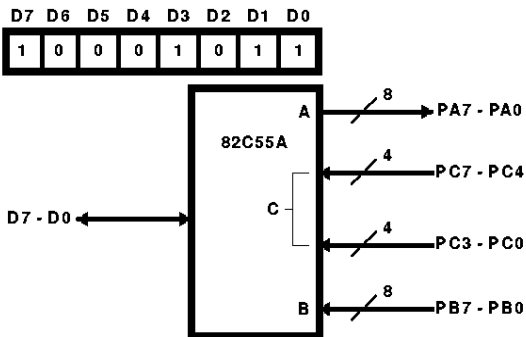 D7 D6 D5 D4 D3 D2 D1 D0
1 0 0 0 1 0 1 1
A
8
PA7 - PA0
82C55A
4
PC7 - PC4
C
D7 - D0
4
PC3 - PC0
B
8
PB7 - PB0